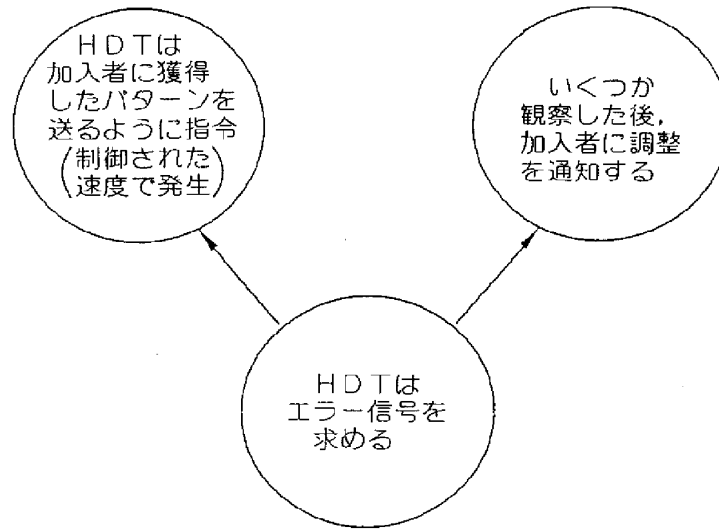 HDTは
加入者に獲得
したパターンを
送るように指令
(制御された
速度で発生)
いくつか
観察した後,
加入者に調整
を通知する
HDTは
エラー信号を
求める